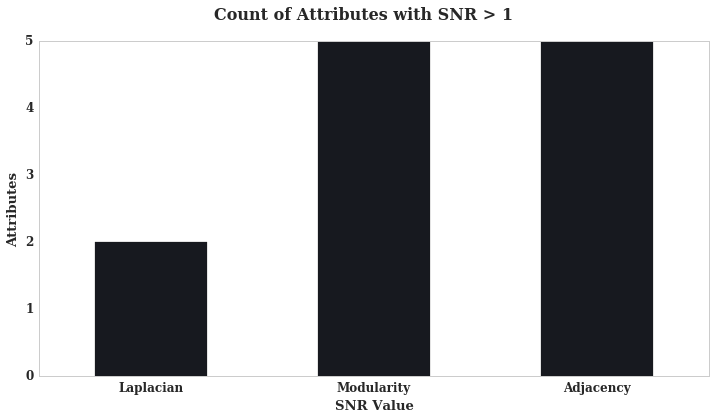 Count of Attributes with SNR > 1
Attributes
5
4
3
2
1
0
Laplacian Modularity Adjacency
SNR Value